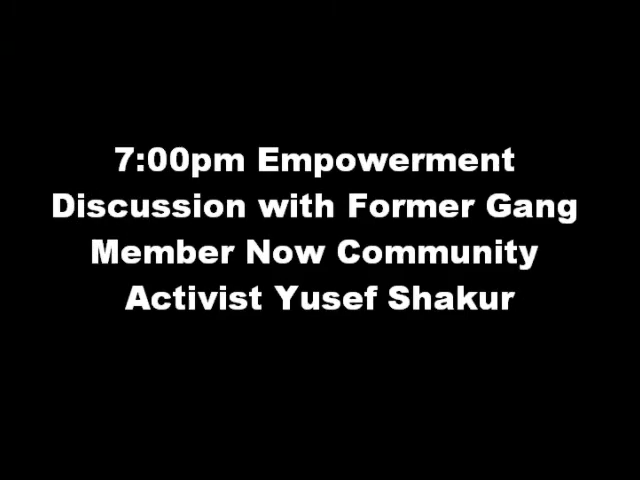 7:00pm Empowerment
Discussion with Former Gang
Member Now Community
Activist Yusef Shakur